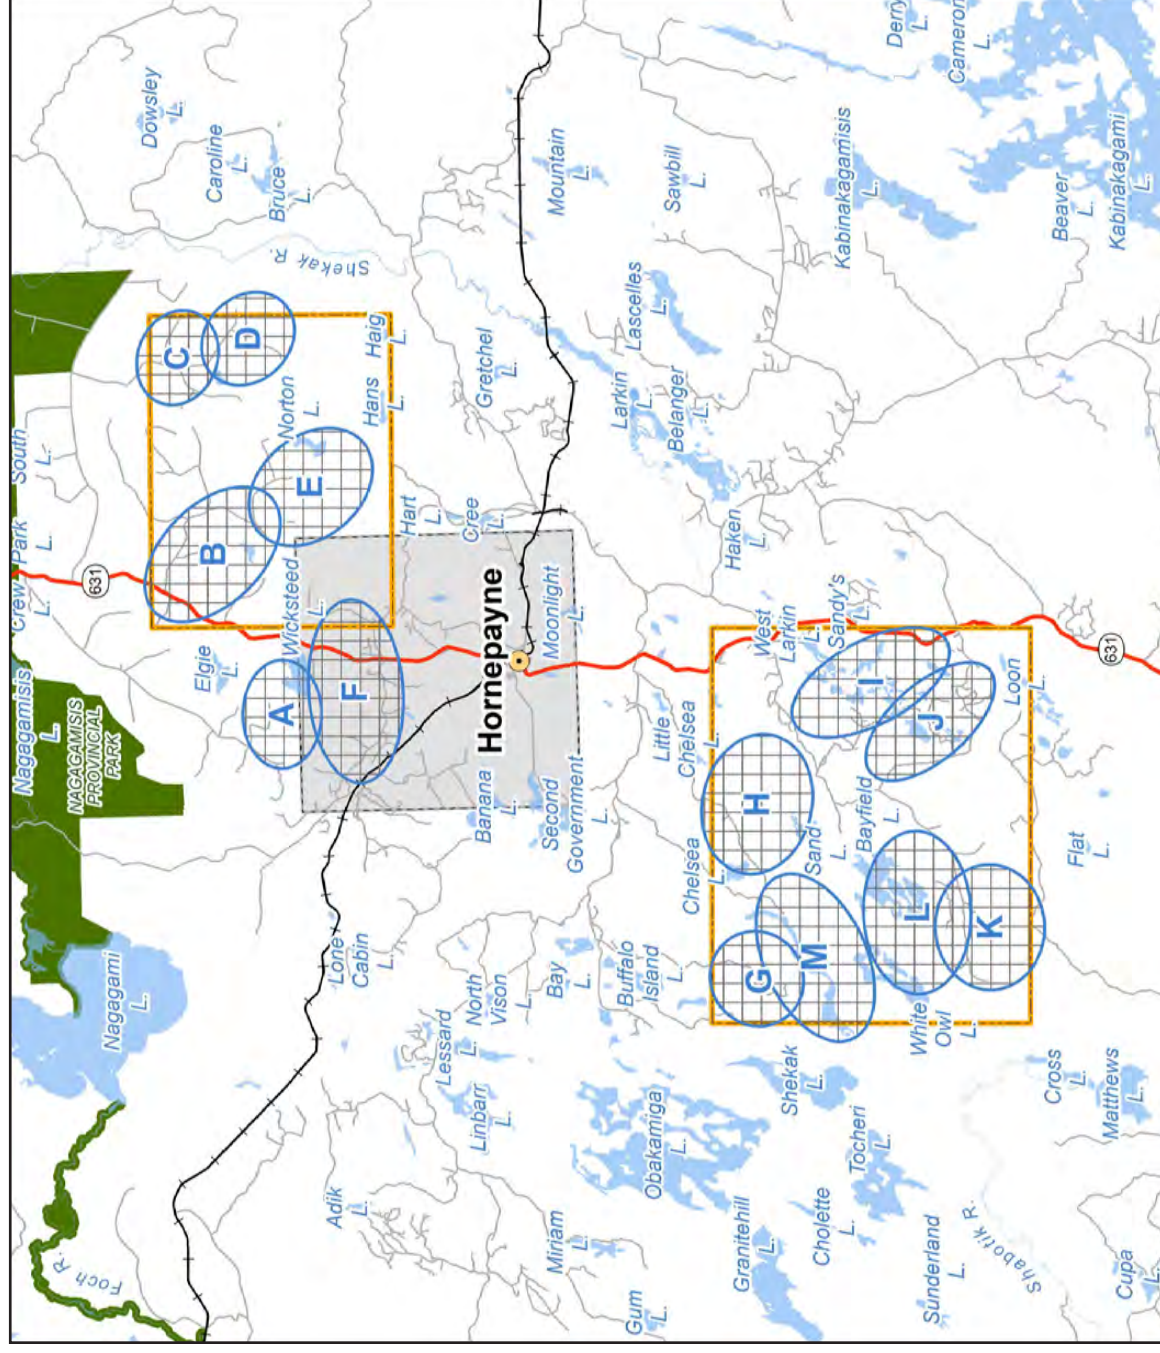 Foch R.
Nagagami
L.
Nagagamisis
L.
NAGAGAMISIS
PROVINCIAL
PARK
Crew
L.
Park
L.
South
L.
631
Dowsley
L.
Caroline
L.
Bruce
L.
Shekak R.
C
D
B
E
Norton
L.
Hans
L.
Haig
L.
Elgie
L.
Wicksteed
L.
A
F
Adik
L.
Lone
Cabin
L.
Hart
L.
Cree
L.
Gretchel
L.
Hornepayne
Moonlight
L.
Banana
L.
Second
Government
L.
Lessard
L.
Linbarr
L.
North
Vison
L.
Bay
L.
Buffalo
Island
L.
Miriam
L.
Gum
L.
Obakamiga
L.
Mountain
L.
Sawbill
L.
Lascelles
L.
Larkin
L.
Belanger
L.
Haken
L.
Little
Chelsea
L.
Chelsea
L.
West
Larkin
L.
Sandy's
L.
G
M
H
Sand
L.
Bayfield
L.
I
J
L
K
White
Owl
L.
Loon
L.
Flat
L.
631
Granitehill
L.
Cholette
L.
Shekak
L.
Tocheri
L.
Sunderland
L.
Shabotik R.
Cross
L.
Matthews
L.
Cupa
L.
Kabinakagamisis
L.
Derry
L.
Cameron
L.
Beaver
L.
Kabinakagami
L.